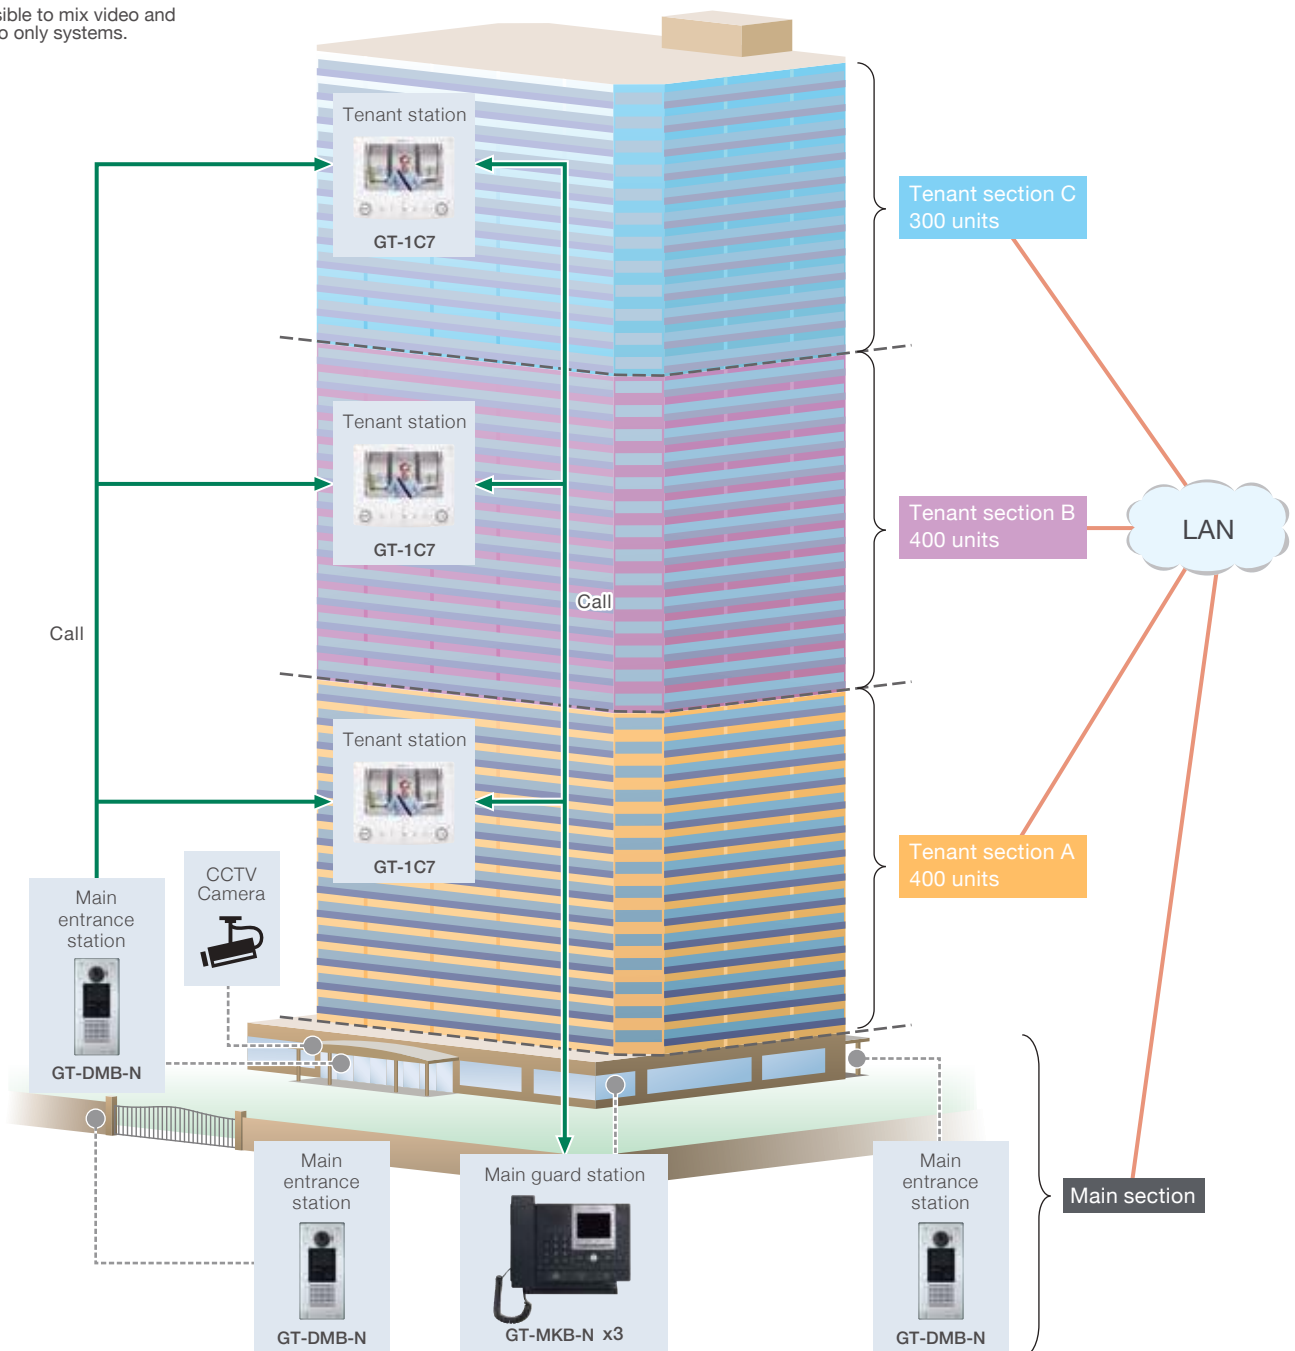 sible to mix video and
o only systems.
Tenant station
GT-1C7
Tenant section C
300 units
Tenant station
GT-1C7
Tenant section B
400 units
LAN
Call
Call
Tenant station
GT-1C7
Tenant section A
400 units
CCTV
Camera
Main
entrance
station
GT-DMB-N
Main
entrance
station
GT-DMB-N
Main guard station
GT-MKB-N x3
Main
entrance
station
GT-DMB-N
Main section